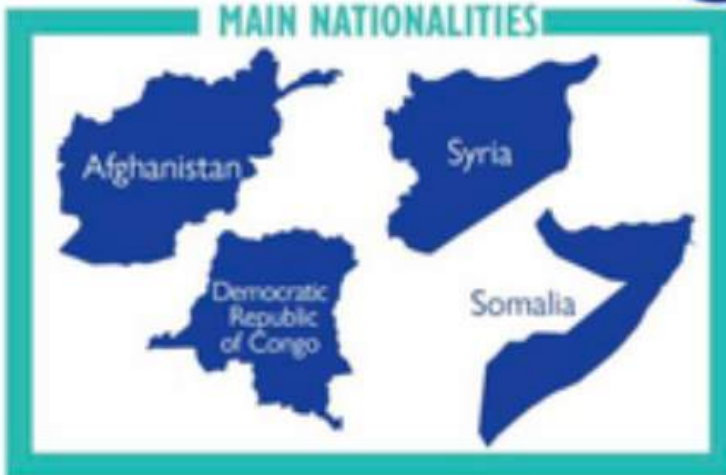 MAIN NATIONALITIES
Afghanistan
Syria
Democratic
Republic
of Congo
Somalia